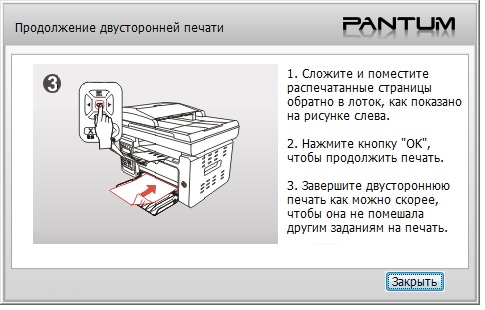 Продолжение двусторонней печати
PANTUM
3
1. Сложите и поместите
распечатанные страницы
обратно в лоток, как показано
на рисунке слева.
2. Нажмите кнопку "OK",
чтобы продолжить печать.
3. Завершите двустороннюю
печать как можно скорее,
чтобы она не помешала
другим заданиям на печать.
Закрыть